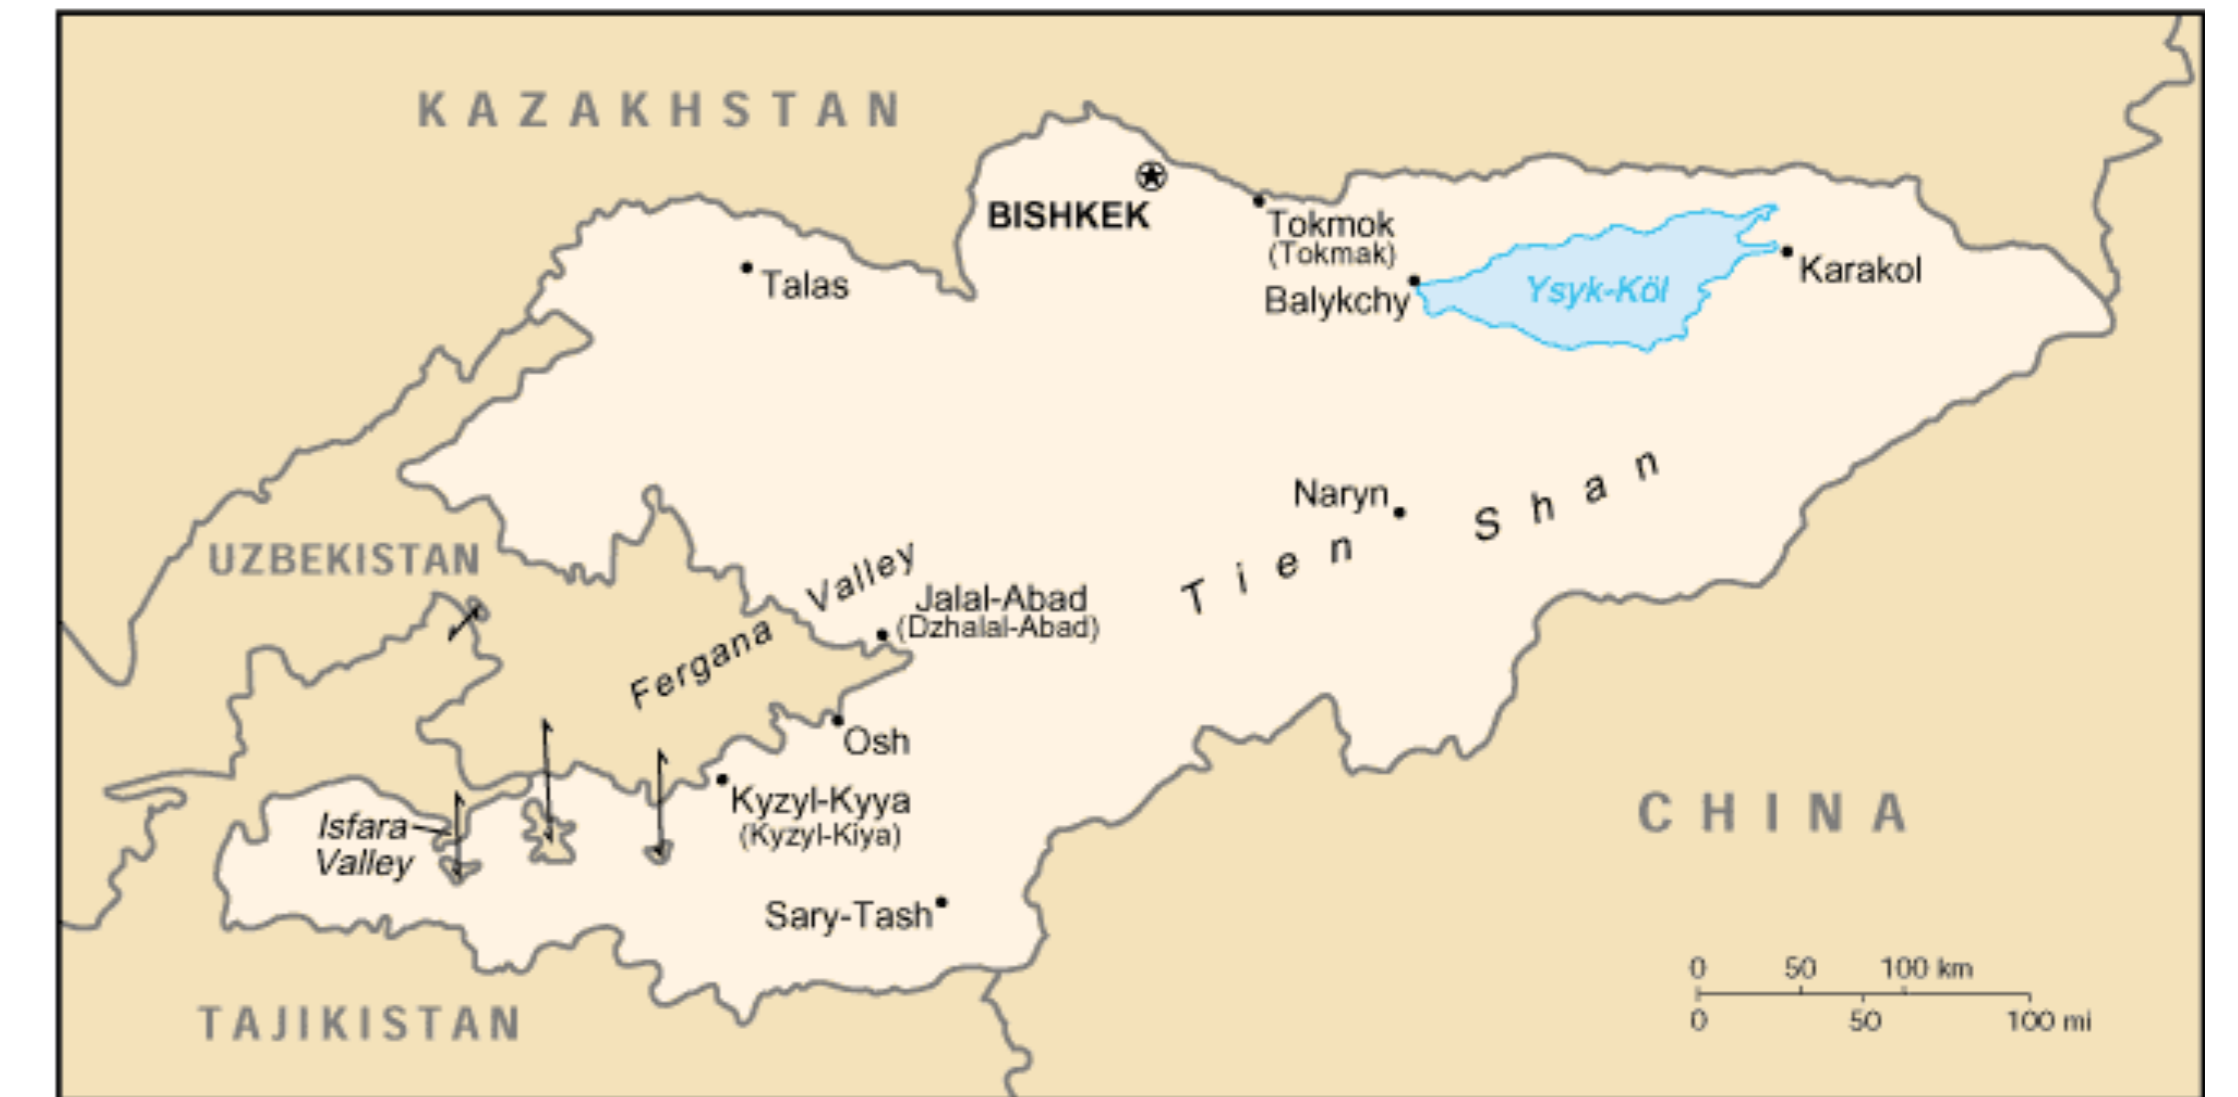 KAZAKHSTAN
BISHKEK
Tokmok
(Tokmak)
Talas
Balykchy
Ysyk-Köl
Karakol
Naryn
Tien Shan
UZBEKISTAN
Fergana Valley
Jalal-Abad
(Dzhalal-Abad)
Osh
Kyzyl-Kyya
(Kyzyl-Kiya)
Isfara
Valley
CHINA
Sary-Tash
TAJIKISTAN
0 50 100 km
0 50 100 mi